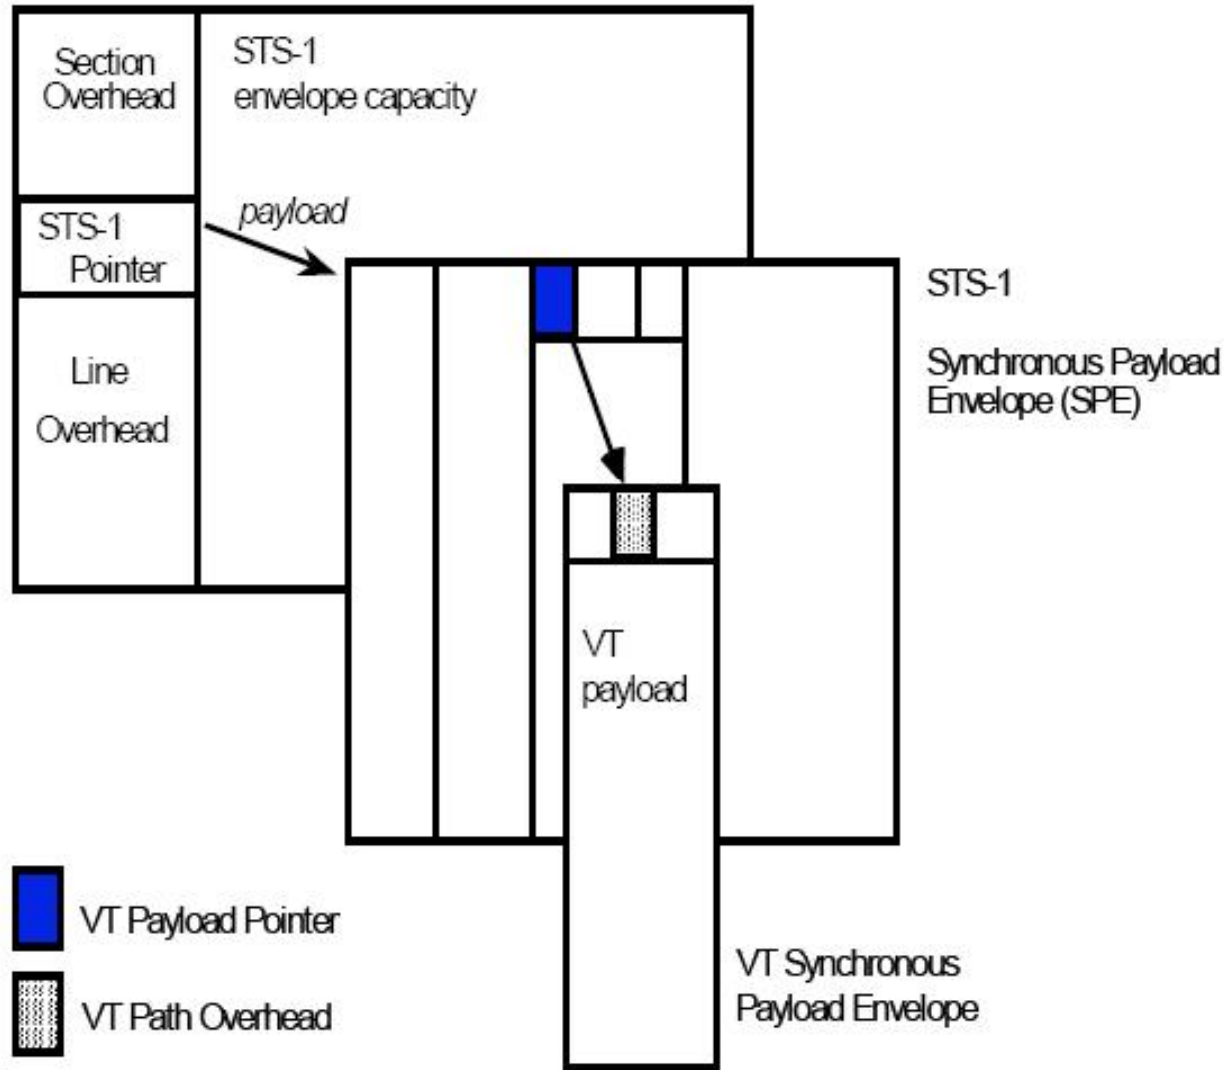 Section
Overhead
STS-1
envelope capacity
STS-1
Pointer
payload
Line
Overhead
STS-1
Synchronous Payload
Envelope (SPE)
VT
payload
VT Payload Pointer
VT Path Overhead
VT Synchronous
Payload Envelope